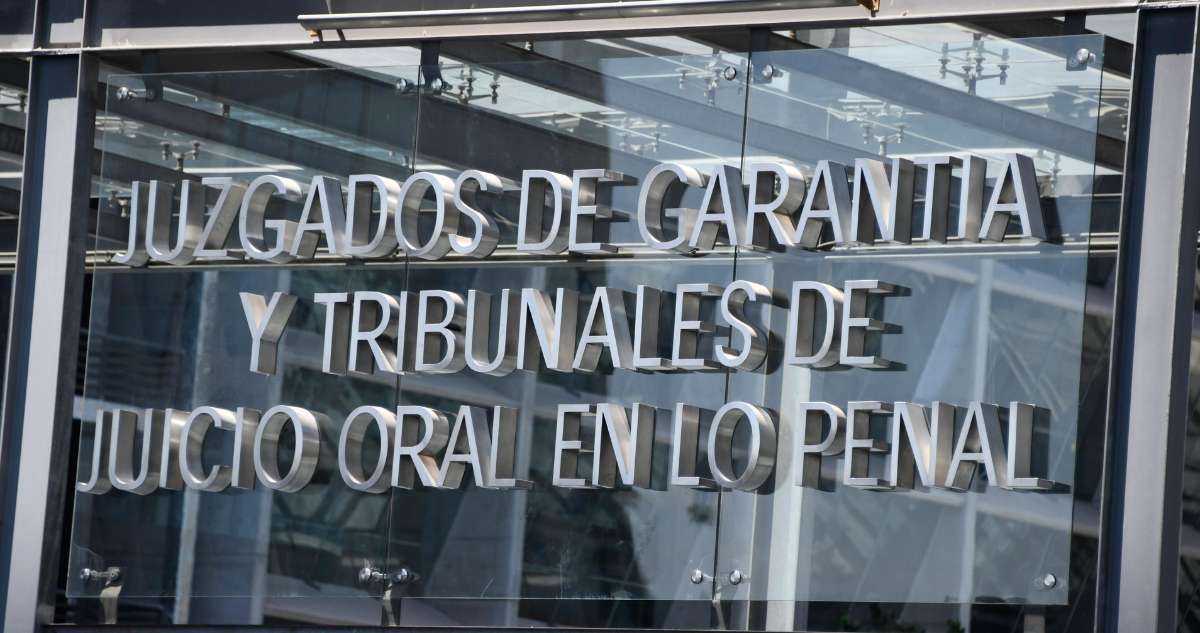 JUZGADOS DE GARANTIA
Y TRIBUNALES DE
JUICIO ORAL EN LO PENAL